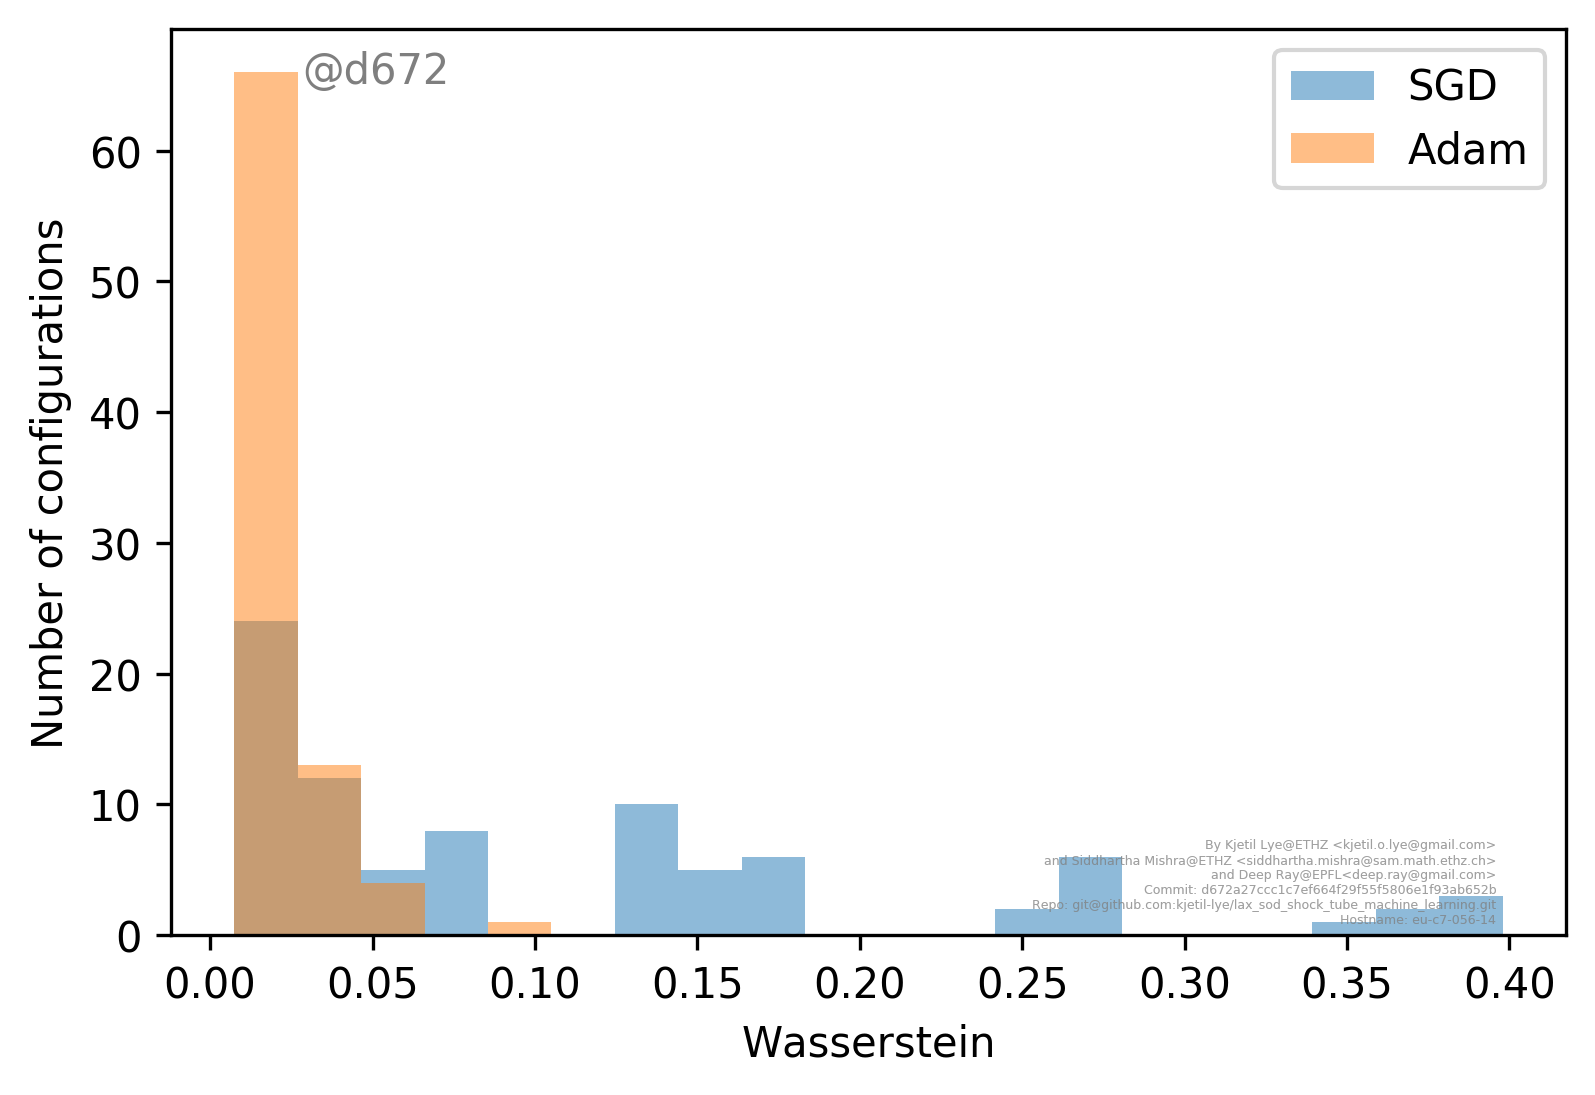 @d672
SGD
Adam
Number of configurations
60
50
40
30
20
10
0
0.00 0.05 0.10 0.15 0.20 0.25 0.30 0.35 0.40
Wasserstein
By Kjetil Lye@ETHZ <kjetil.o.lye@gmail.com>
and Siddhartha Mishra@ETHZ <siddhartha.mishra@sam.math.ethz.ch>
and Deep Ray@EPFL<deep.ray@gmail.com>
Commit: d672a27ccc1c7ef664f29f55f5806e1f93ab652b
Repo: git@github.com:kjetil-lye/lax_sod_shock_tube_machine_learning.git
Hostname: eu-c7-056-14